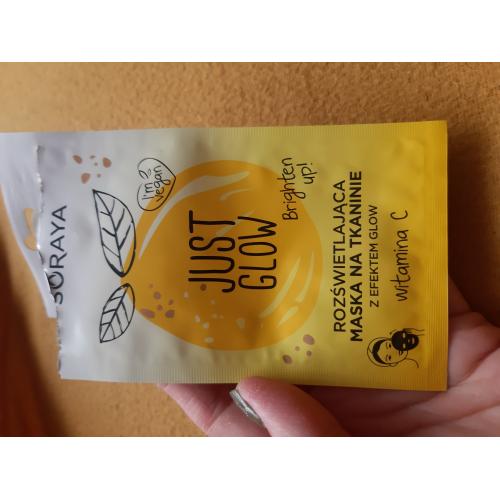 SORAYA
I'm
vegan
JUST
GLOW
Brighten
up!
ROZŚWIETLAJĄCA
MASKA NA TKANINIE
Z EFEKTEM GLOW
witamina C